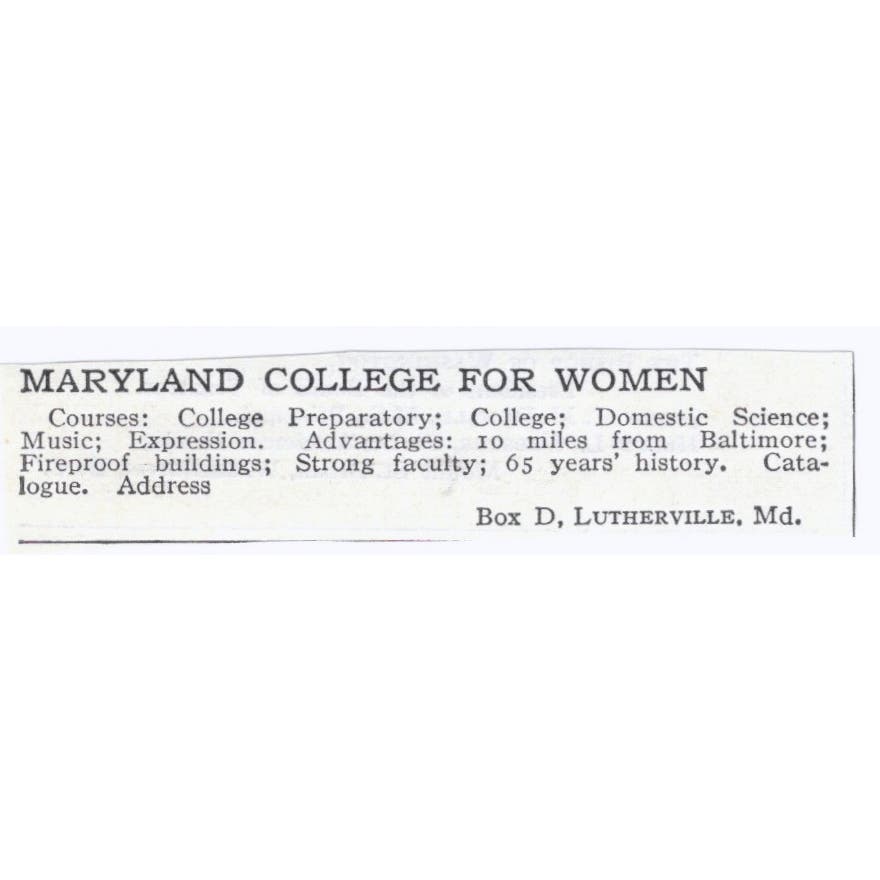 MARYLAND COLLEGE FOR WOMEN
Courses: College Preparatory; College; Domestic Science;
Music; Expression. Advantages: 10 miles from Baltimore;
Fireproof buildings; Strong faculty; 65 years' history. Cata-
logue. Address
Box D, LUTHERVILLE, Md.